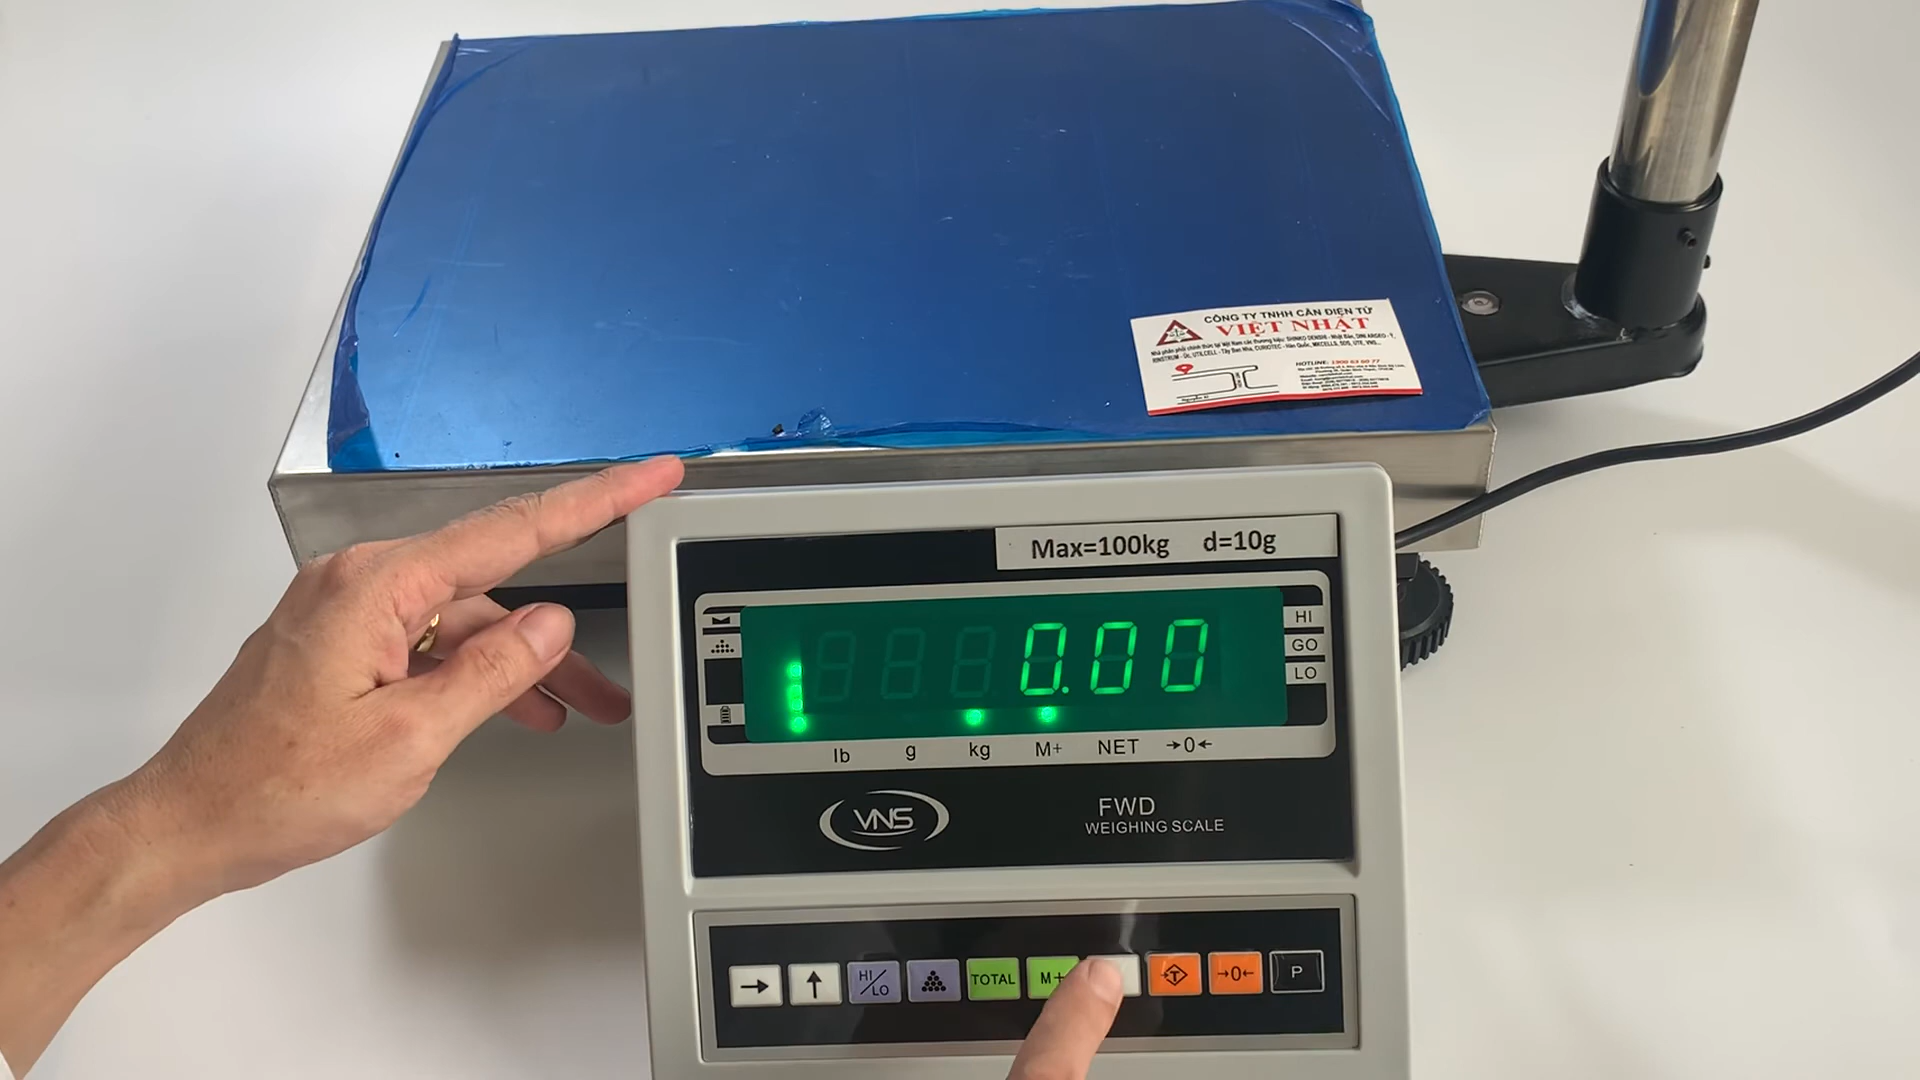 CÔNG TY TNHH CÂN ĐIỆN TỬ
VIỆT NHẬT
HOTLINE: 1900 63 60 77
Max=100kg d=10g
0.00
HI
GO
LO
lb g kg M+ NET →0←
VNS
FWD
WEIGHING SCALE
→ ↑ HI/LO TOTAL M+ T →0← P